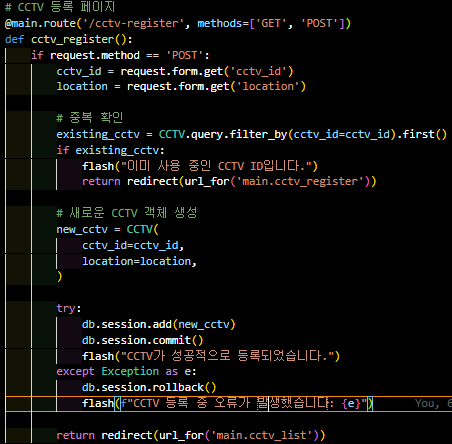 # CCTV 등록 페이지
@main.route('/cctv-register', methods=['GET', 'POST'])
def cctv_register():
    if request.method == 'POST':
        cctv_id = request.form.get('cctv_id')
        location = request.form.get('location')

        # 중복 확인
        existing_cctv = CCTV.query.filter_by(cctv_id=cctv_id).first()
        if existing_cctv:
            flash("이미 사용 중인 CCTV ID입니다.")
            return redirect(url_for('main.cctv_register'))

        # 새로운 CCTV 객체 생성
        new_cctv = CCTV(
            cctv_id=cctv_id,
            location=location,
        )

        try:
            db.session.add(new_cctv)
            db.session.commit()
            flash("CCTV가 성공적으로 등록되었습니다.")
        except Exception as e:
            db.session.rollback()
            flash(f"CCTV 등록 중 오류가 발생했습니다: {e}")    You, 6

        return redirect(url_for('main.cctv_list'))